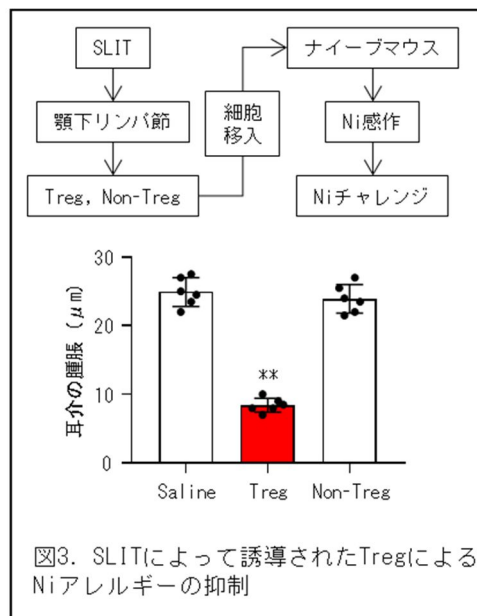 SLIT
顎下リンパ節
Treg, Non-Treg
細胞
移入
ナイーブマウス
Ni感作
Niチャレンジ
耳介の腫脹 (μm)
30
20
10
0
**
Saline
Treg
Non-Treg
図3. SLITによって誘導されたTregによる
Niアレルギーの抑制